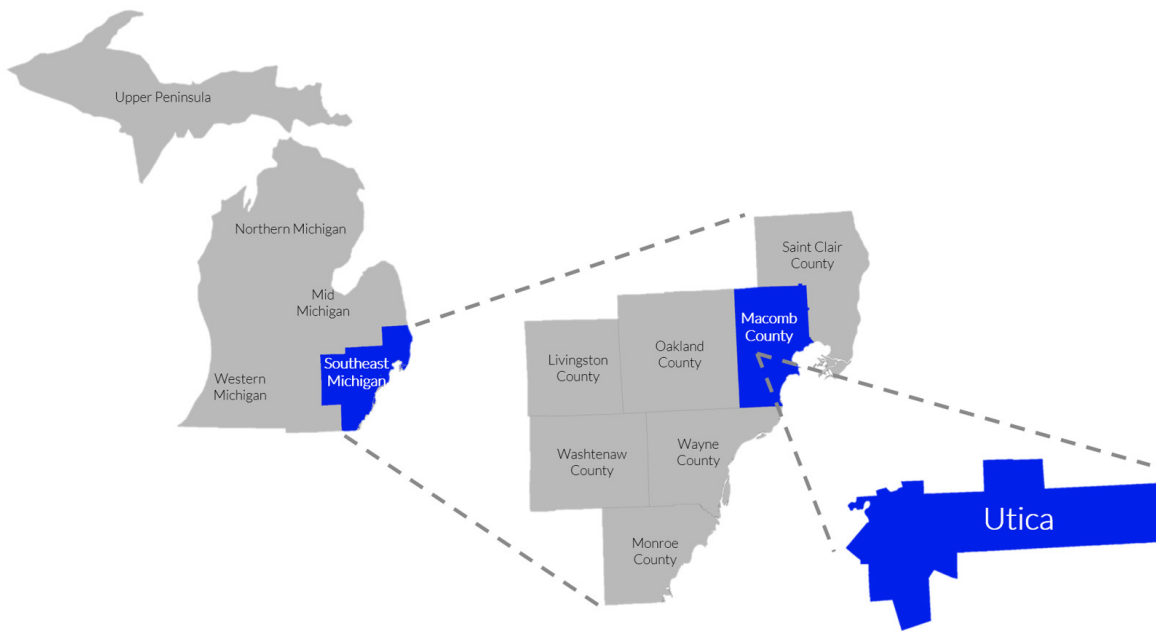 Upper Peninsula
Northern Michigan
Mid
Michigan
Southeast
Michigan
Western
Michigan
Saint Clair
County
Macomb
County
Oakland
County
Livingston
County
Washtenaw
County
Wayne
County
Monroe
County
Utica